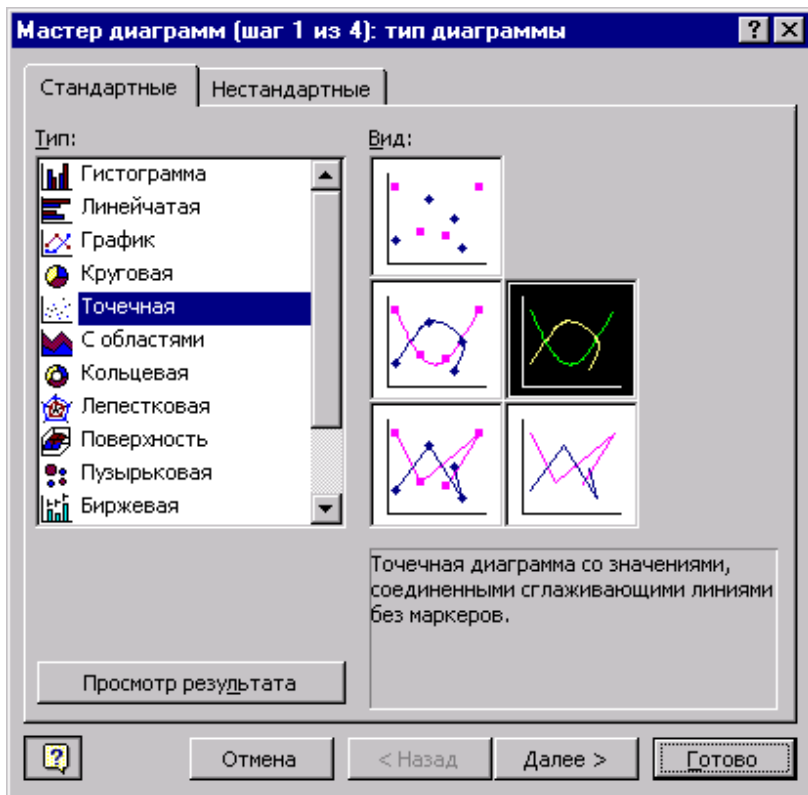 Мастер диаграмм (шаг 1 из 4): тип диаграммы
Стандартные
Нестандартные
Тип:
Гистограмма
Линейчатая
График
Круговая
Точечная
С областями
Кольцевая
Лепестковая
Поверхность
Пузырьковая
Биржевая
Вид:
Точечная диаграмма со значениями,
соединенными сглаживающими линиями
без маркеров.
Просмотр результата
Отмена
< Назад
Далее >
Готово